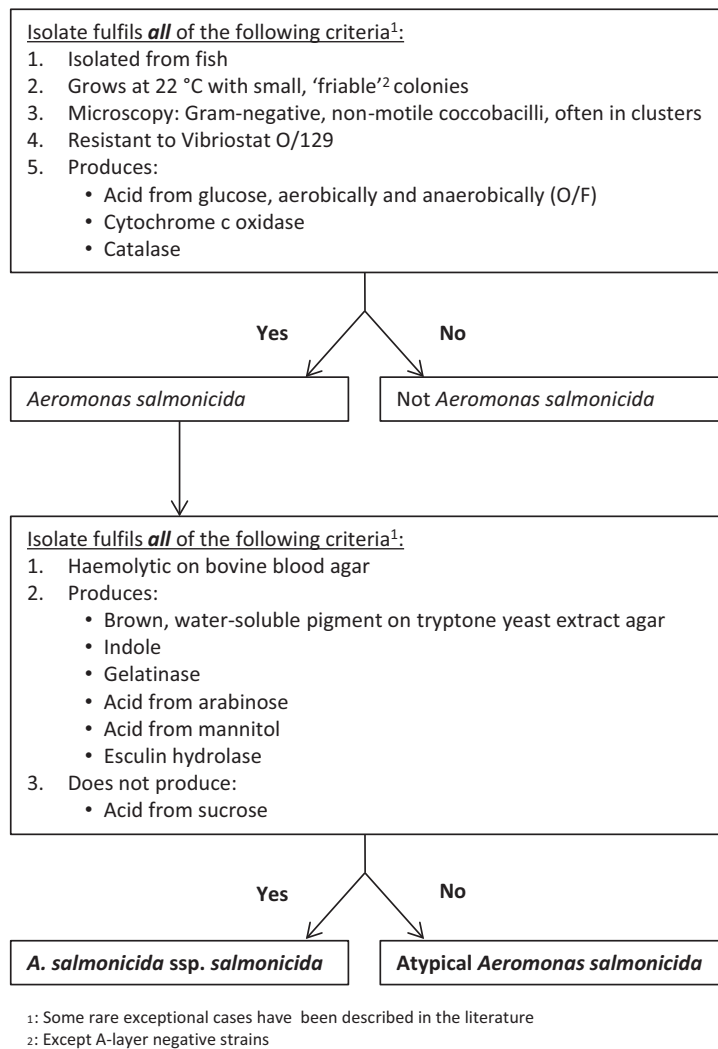 Isolate fulfils all of the following criteria¹:
1. Isolated from fish
2. Grows at 22 °C with small, ‘friable’² colonies
3. Microscopy: Gram-negative, non-motile coccobacilli, often in clusters
4. Resistant to Vibriostat O/129
5. Produces:
• Acid from glucose, aerobically and anaerobically (O/F)
• Cytochrome c oxidase
• Catalase
Yes No
Aeromonas salmonicida Not Aeromonas salmonicida
Isolate fulfils all of the following criteria¹:
1. Haemolytic on bovine blood agar
2. Produces:
• Brown, water-soluble pigment on tryptone yeast extract agar
• Indole
• Gelatinase
• Acid from arabinose
• Acid from mannitol
• Esculin hydrolase
3. Does not produce:
• Acid from sucrose
Yes No
A. salmonicida ssp. salmonicida Atypical Aeromonas salmonicida
1: Some rare exceptional cases have been described in the literature
2: Except A-layer negative strains